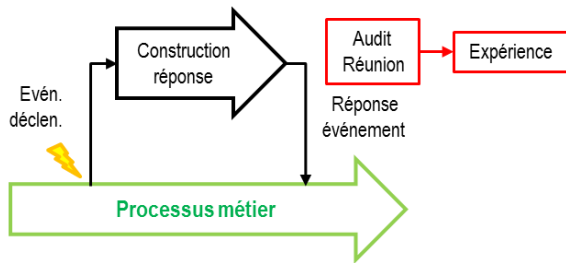 Construction
réponse
Audit
Réunion
Expérience
Evén.
déclen.
Réponse
événement
Processus métier